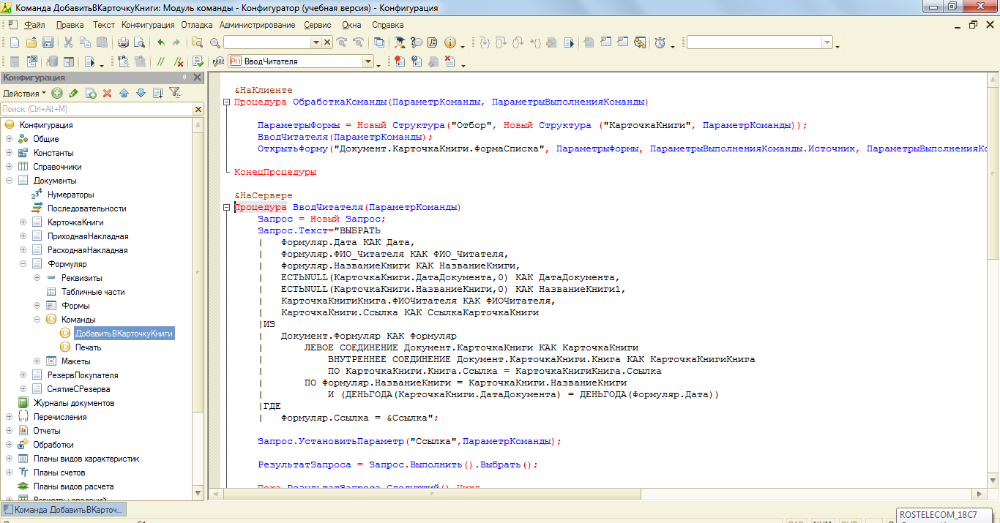 Команда ДобавитьВКарточкуКниги: Модуль команды - Конфигуратор (учебная версия) - Конфигурация
Файл Правка Текст Конфигурация Отладка Администрирование Сервис Окна Справка
ВводЧитателя
Конфигурация
Действия
Поиск (Ctrl+Alt+M)
Конфигурация
Общие
Константы
Справочники
Документы
Нумераторы
Последовательности
КарточкаКниги
ПриходнаяНакладная
РасходнаяНакладная
Формуляр
Реквизиты
Табличные части
Формы
Команды
ДобавитьВКарточкуКниги
Печать
Макеты
РезервПокупателя
СнятиеСРезерва
Журналы документов
Перечисления
Отчеты
Обработки
Планы видов характеристик
Планы счетов
Планы видов расчета
Регистры сведений
&НаКлиенте
Процедура ОбработкаКоманды(ПараметрКоманды, ПараметрыВыполненияКоманды)
ПараметрыФормы = Новый Структура("Отбор", Новый Структура ("КарточкаКниги", ПараметрКоманды));
ВводЧитателя(ПараметрКоманды);
ОткрытьФорму("Документ.КарточкаКниги.ФормаСписка", ПараметрыФормы, ПараметрыВыполненияКоманды.Источник, ПараметрыВыполненияКо
КонецПроцедуры
&НаСервере
Процедура ВводЧитателя(ПараметрКоманды)
Запрос = Новый Запрос;
Запрос.Текст="ВЫБРАТЬ
| Формуляр.Дата КАК Дата,
| Формуляр.ФИО_Читателя КАК ФИО_Читателя,
| Формуляр.НазваниеКниги КАК НазваниеКниги,
| ЕСТЬNULL(КарточкаКниги.ДатаДокумента,0) КАК ДатаДокумента,
| ЕСТЬNULL(КарточкаКниги.НазваниеКниги,0) КАК НазваниеКниги1,
| КарточкаКнигиКнига.ФИОЧитателя КАК ФИОЧитателя,
| КарточкаКниги.Ссылка КАК СсылкаКарточкаКниги
|ИЗ
| Документ.Формуляр КАК Формуляр
| ЛЕВОЕ СОЕДИНЕНИЕ Документ.КарточкаКниги КАК КарточкаКниги
| ВНУТРЕННЕЕ СОЕДИНЕНИЕ Документ.КарточкаКниги.Книга КАК КарточкаКнигиКнига
| ПО КарточкаКниги.Книга.Ссылка = КарточкаКнигиКнига.Ссылка
| ПО Формуляр.НазваниеКниги = КарточкаКниги.НазваниеКниги
| И (ДЕНЬГОДА(КарточкаКниги.ДатаДокумента) = ДЕНЬГОДА(Формуляр.Дата))
|ГДЕ
| Формуляр.Ссылка = &Ссылка";
Запрос.УстановитьПараметр("Ссылка",ПараметрКоманды);
РезультатЗапроса = Запрос.Выполнить().Выбрать();
Пока РезультатЗапроса.Следующий() Цикл
Команда ДобавитьВКарточ...
ROSTELECOM_18C7